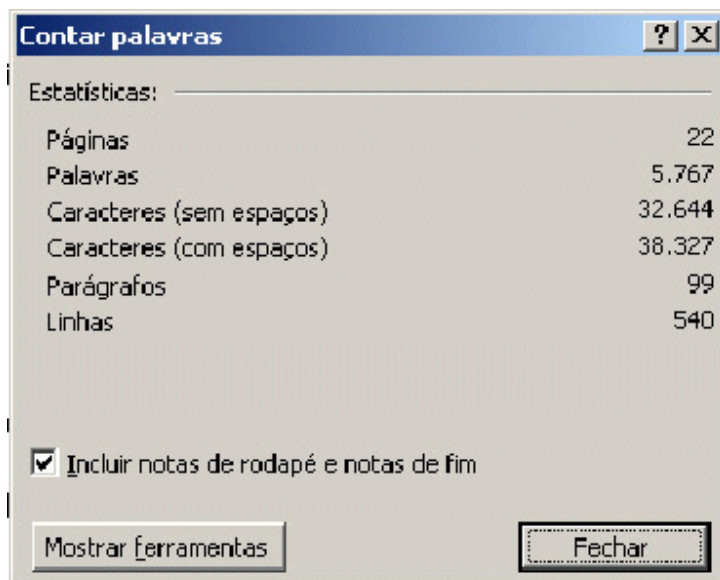 Contar palavras
Estatísticas:
Páginas 22
Palavras 5.767
Caracteres (sem espaços) 32.644
Caracteres (com espaços) 38.327
Parágrafos 99
Linhas 540
Incluir notas de rodapé e notas de fim
Mostrar ferramentas Fechar